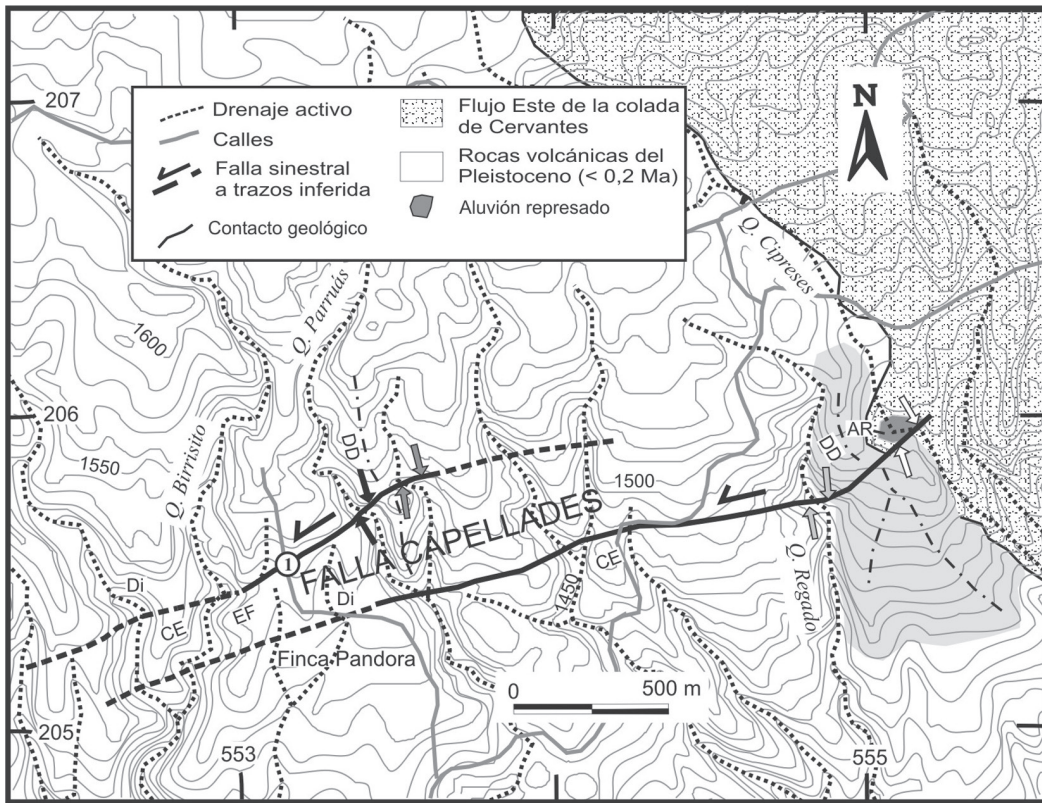 207
Drenaje activo
Calles
Falla sinestral
a trazos inferida
Contacto geológico
Flujo Este de la colada
de Cervantes
Rocas volcánicas del
Pleistoceno (< 0,2 Ma)
Aluvión represado
N
Q. Cipreses
Q. Parruás
1600
206
Q. Birrisito
1550
DD
AR
DD
1500
FALLA CAPELLADES
1
Di
CE
EF
Di
1450
CE
Q. Regado
Finca Pandora
0 500 m
205
553
555